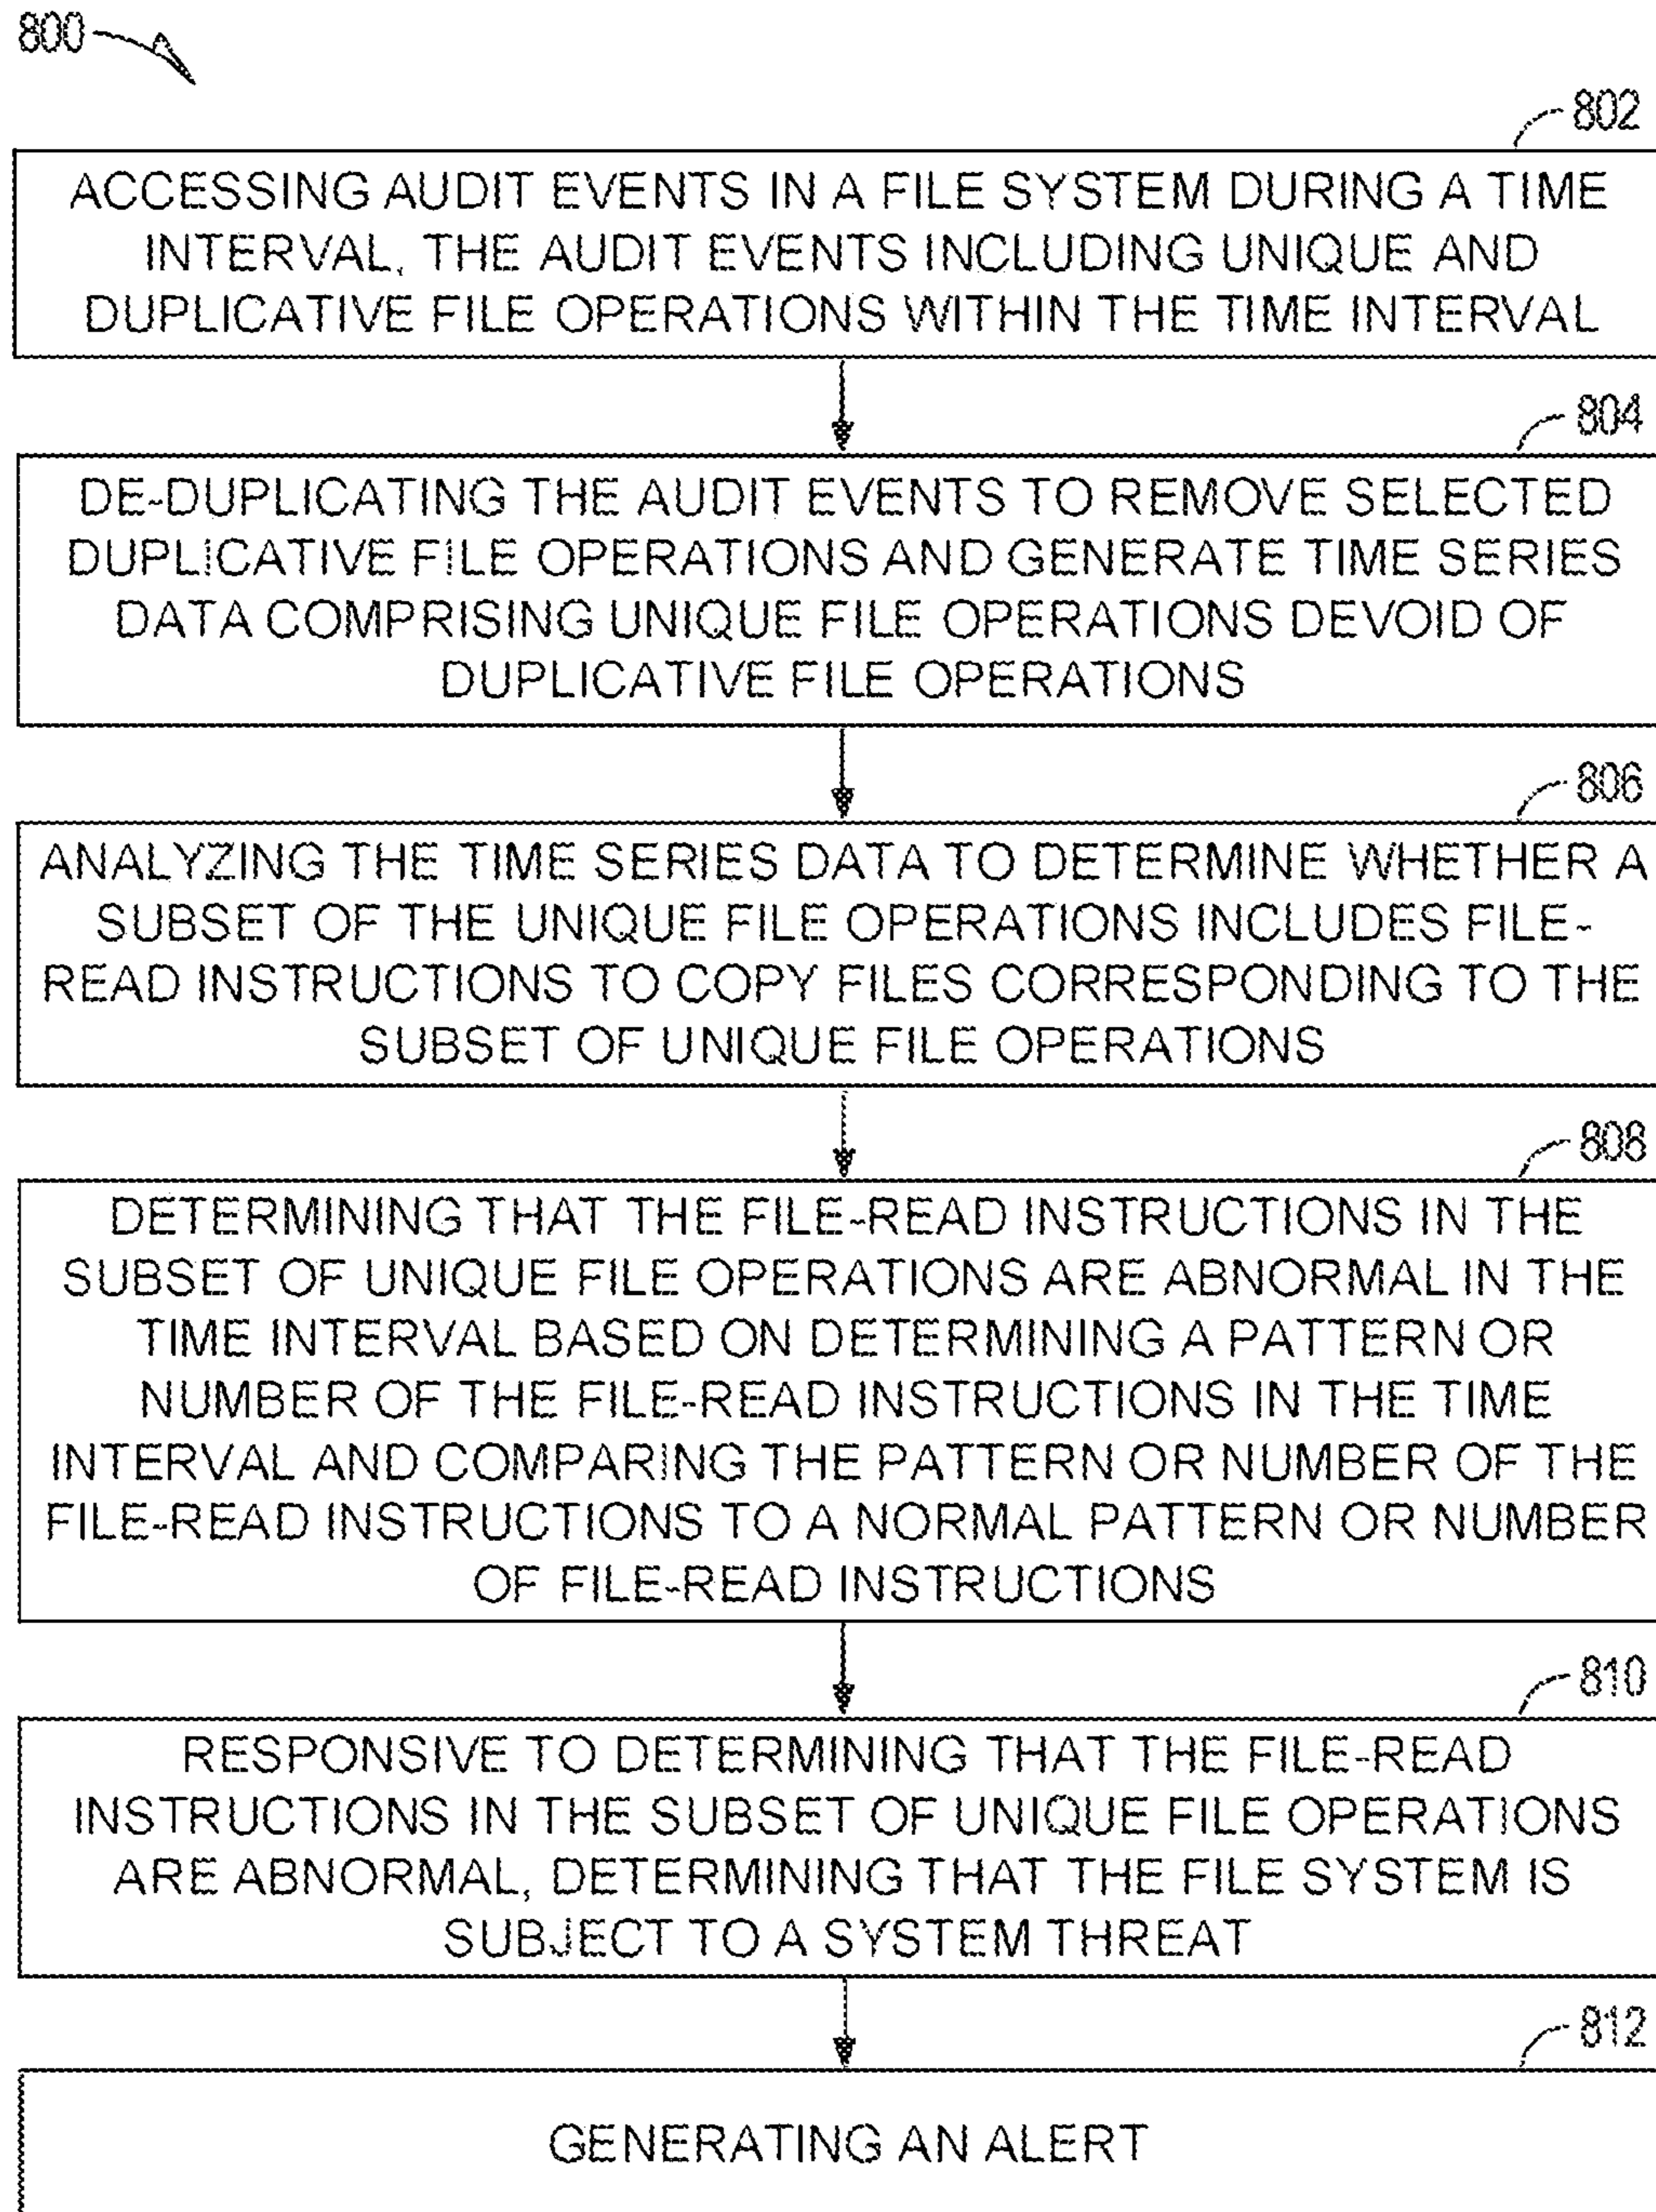 800
802
ACCESSING AUDIT EVENTS IN A FILE SYSTEM DURING A TIME
INTERVAL, THE AUDIT EVENTS INCLUDING UNIQUE AND
DUPLICATIVE FILE OPERATIONS WITHIN THE TIME INTERVAL
804
DE-DUPLICATING THE AUDIT EVENTS TO REMOVE SELECTED
DUPLICATIVE FILE OPERATIONS AND GENERATE TIME SERIES
DATA COMPRISING UNIQUE FILE OPERATIONS DEVOID OF
DUPLICATIVE FILE OPERATIONS
806
ANALYZING THE TIME SERIES DATA TO DETERMINE WHETHER A
SUBSET OF THE UNIQUE FILE OPERATIONS INCLUDES FILE-
READ INSTRUCTIONS TO COPY FILES CORRESPONDING TO THE
SUBSET OF UNIQUE FILE OPERATIONS
808
DETERMINING THAT THE FILE-READ INSTRUCTIONS IN THE
SUBSET OF UNIQUE FILE OPERATIONS ARE ABNORMAL IN THE
TIME INTERVAL BASED ON DETERMINING A PATTERN OR
NUMBER OF THE FILE-READ INSTRUCTIONS IN THE TIME
INTERVAL AND COMPARING THE PATTERN OR NUMBER OF THE
FILE-READ INSTRUCTIONS TO A NORMAL PATTERN OR NUMBER
OF FILE-READ INSTRUCTIONS
810
RESPONSIVE TO DETERMINING THAT THE FILE-READ
INSTRUCTIONS IN THE SUBSET OF UNIQUE FILE OPERATIONS
ARE ABNORMAL, DETERMINING THAT THE FILE SYSTEM IS
SUBJECT TO A SYSTEM THREAT
812
GENERATING AN ALERT